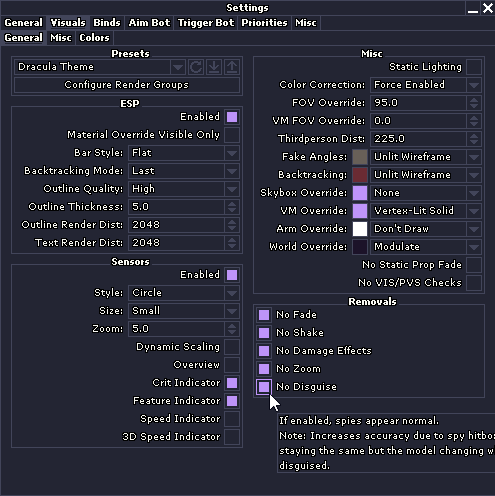 Settings
General Visuals Binds Aim Bot Trigger Bot Priorities Misc
General Misc Colors
Presets
Dracula Theme
Configure Render Groups
ESP
Enabled
Material Override Visible Only
Bar Style: Flat
Backtracking Mode: Last
Outline Quality: High
Outline Thickness: 5.0
Outline Render Dist: 2048
Text Render Dist: 2048
Sensors
Enabled
Style: Circle
Size: Small
Zoom: 5.0
Dynamic Scaling
Overview
Crit Indicator
Feature Indicator
Speed Indicator
3D Speed Indicator
Misc
Static Lighting
Color Correction: Force Enabled
FOV Override: 95.0
VM FOV Override: 0.0
Thirdperson Dist: 225.0
Fake Angles: Unlit Wireframe
Backtracking: Unlit Wireframe
Skybox Override: None
VM Override: Vertex-Lit Solid
Arm Override: Don't Draw
World Override: Modulate
No Static Prop Fade
No VIS/PVS Checks
Removals
No Fade
No Shake
No Damage Effects
No Zoom
No Disguise
If enabled, spies appear normal.
Note: Increases accuracy due to spy hitbo
staying the same but the model changing w
disguised.